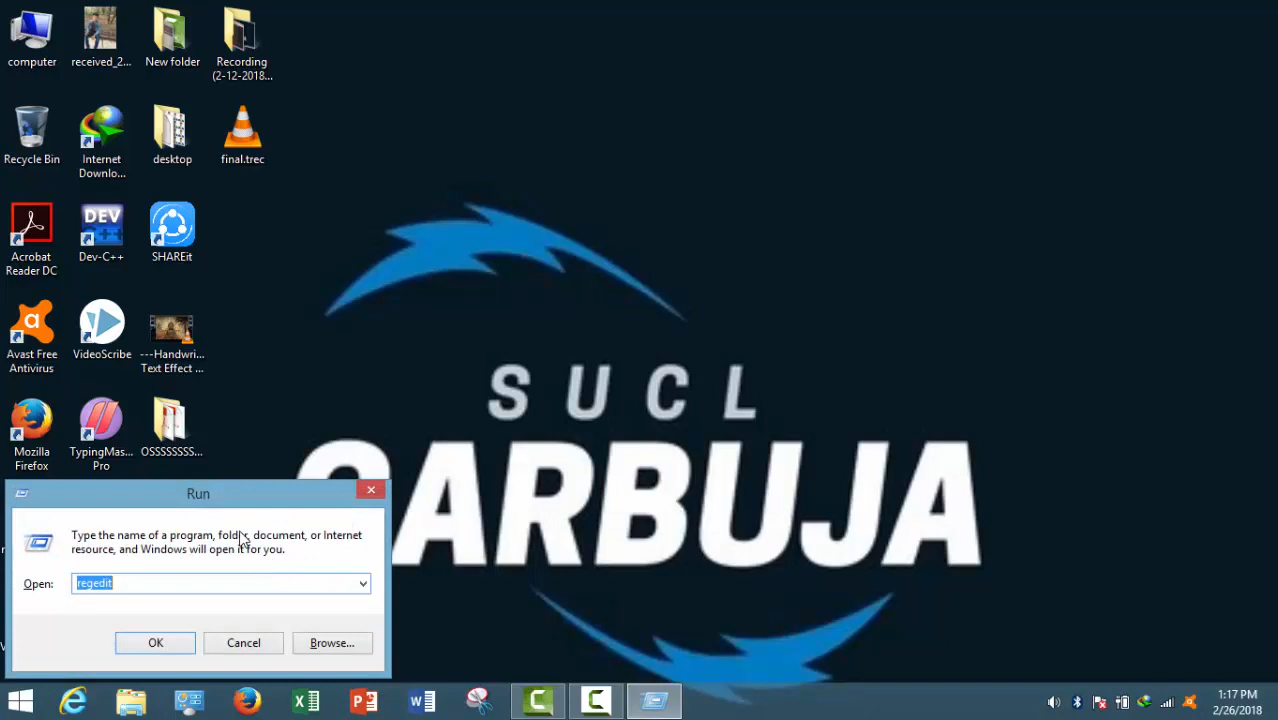 computer
received_2...
New folder
Recording
(2-12-2018...
Recycle Bin
Internet
Downlo...
desktop
final.trec
Acrobat
Reader DC
DEV
Dev-C++
SHAREit
Avast Free
Antivirus
VideoScribe
---Handwri...
Text Effect ...
Mozilla
Firefox
TypingMas...
Pro
OSSSSSSSS...
SUCL
GARBUJA
Run
Type the name of a program, folder, document, or Internet
resource, and Windows will open it for you.
Open:
regedit
OK
Cancel
Browse...
1:17 PM
2/26/2018